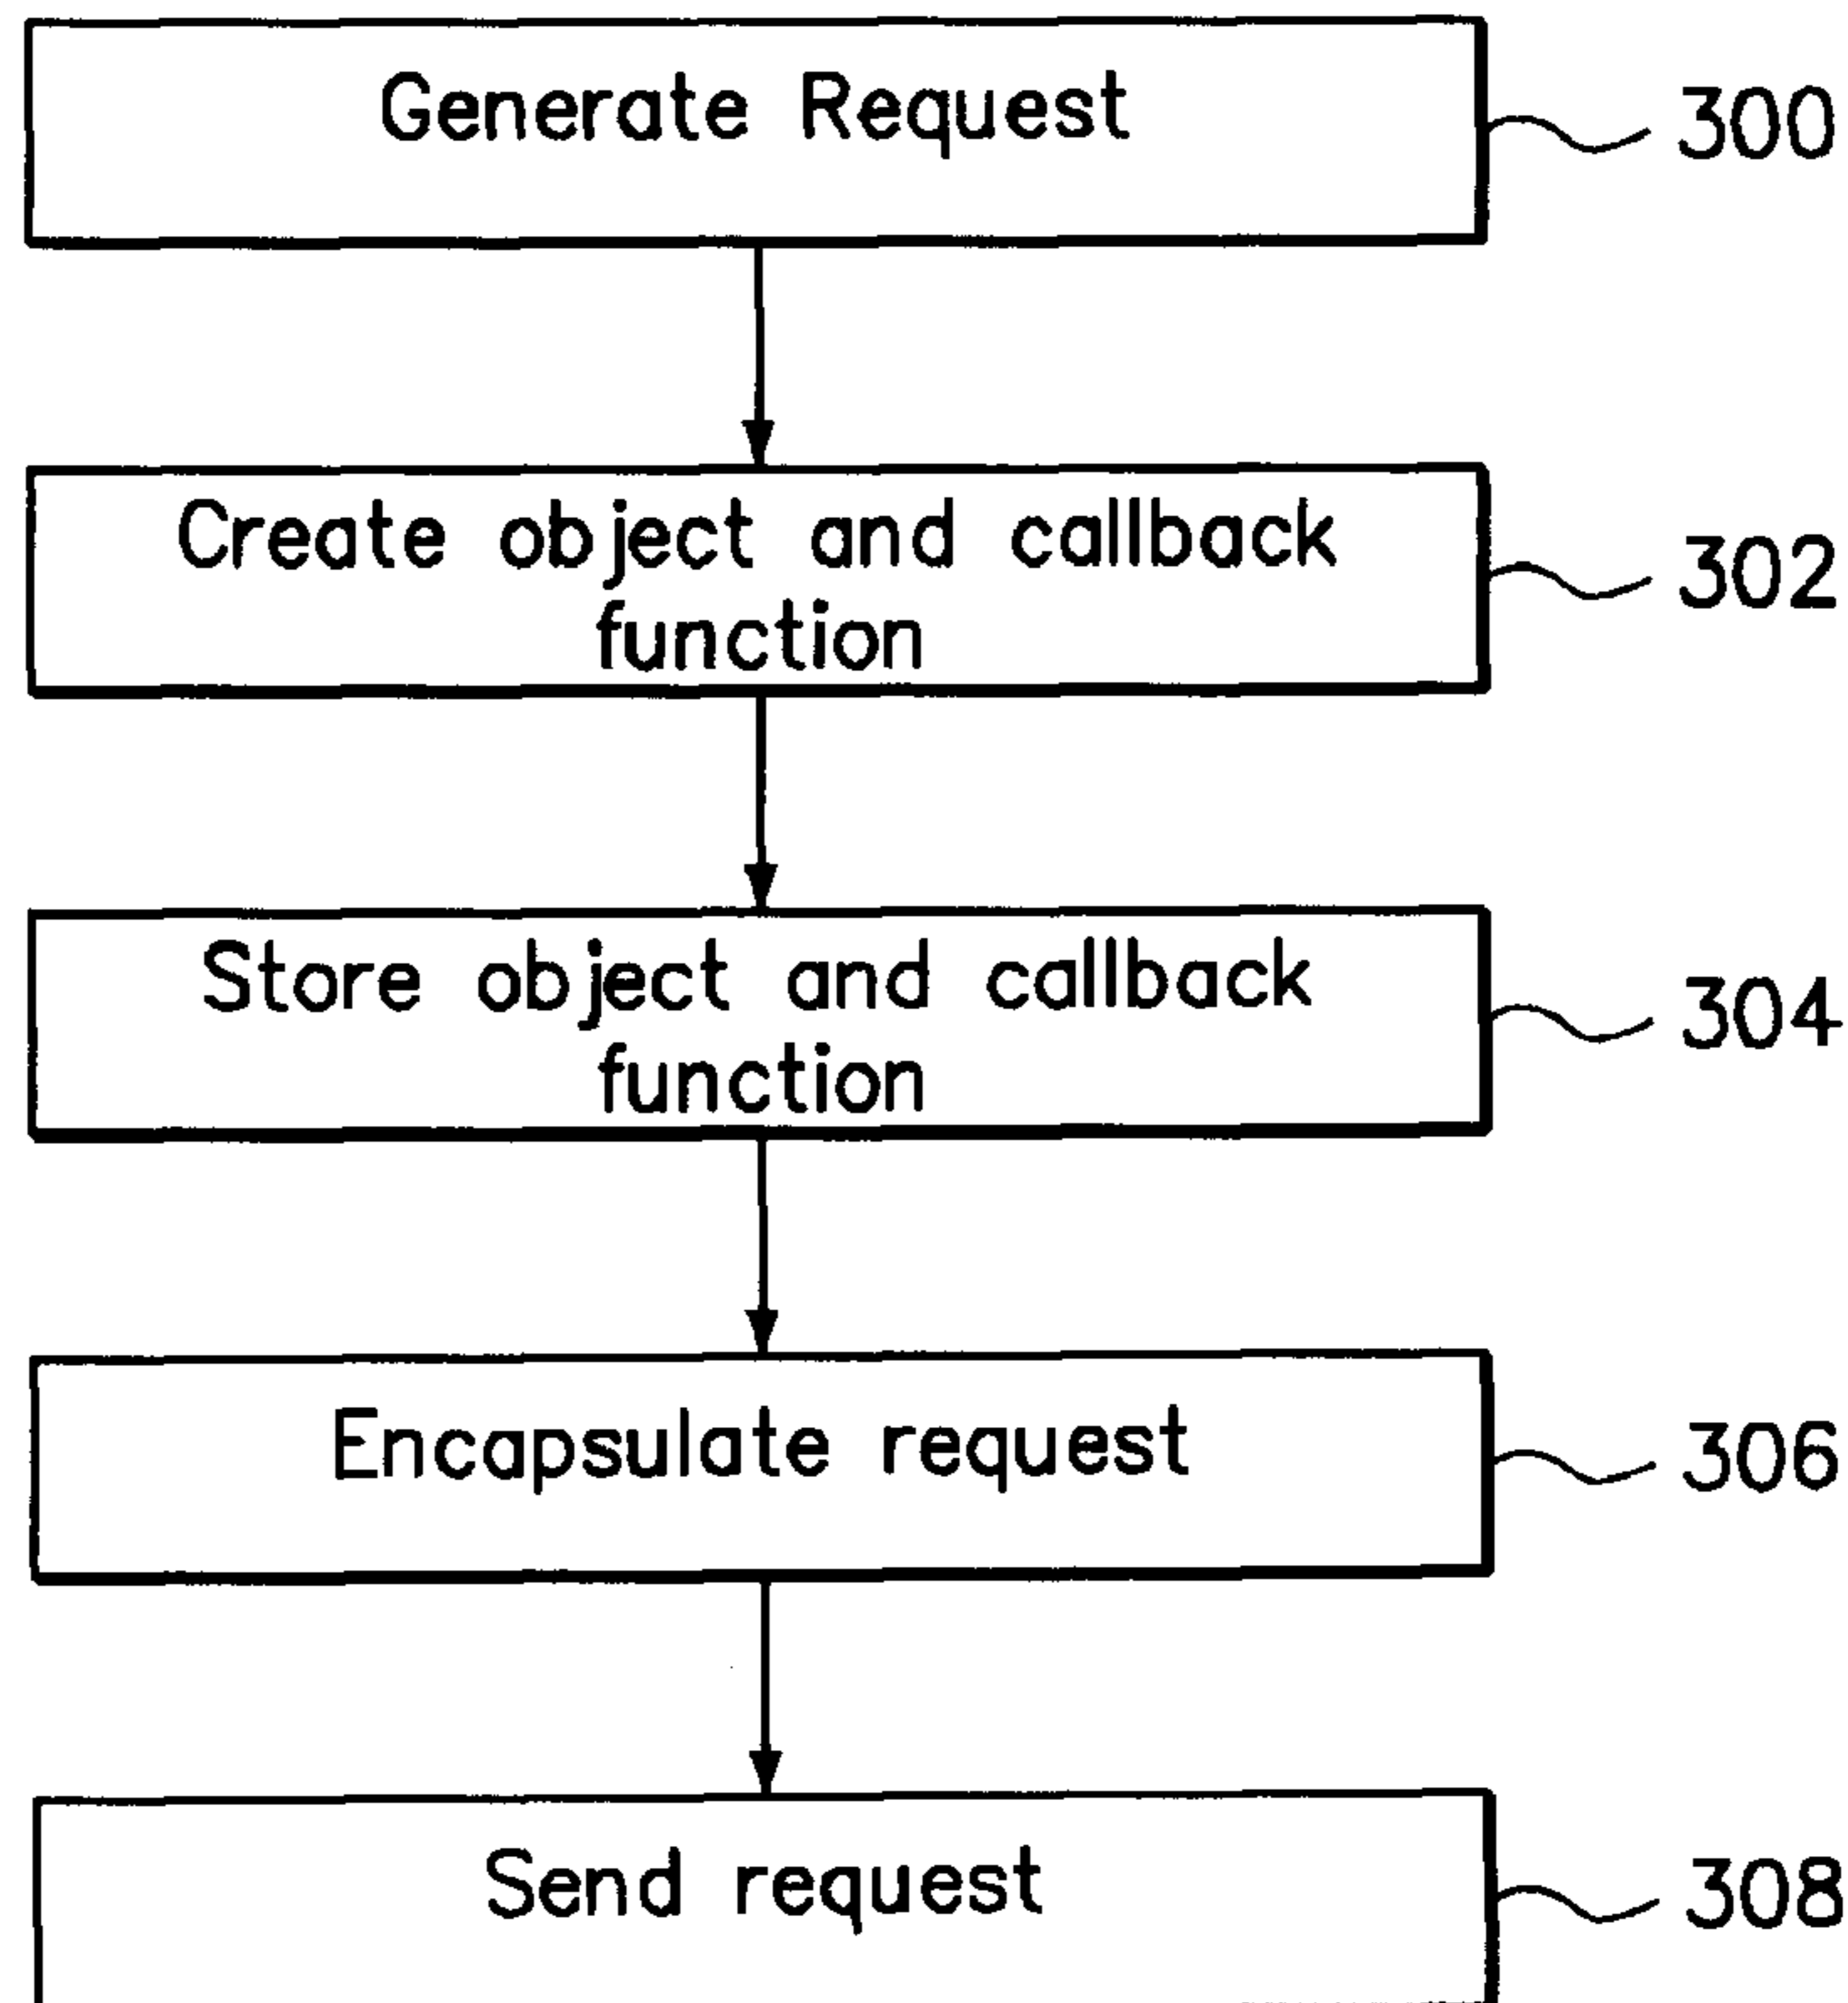 Generate Request
300
Create object and callback
function
302
Store object and callback
function
304
Encapsulate request
306
Send request
308